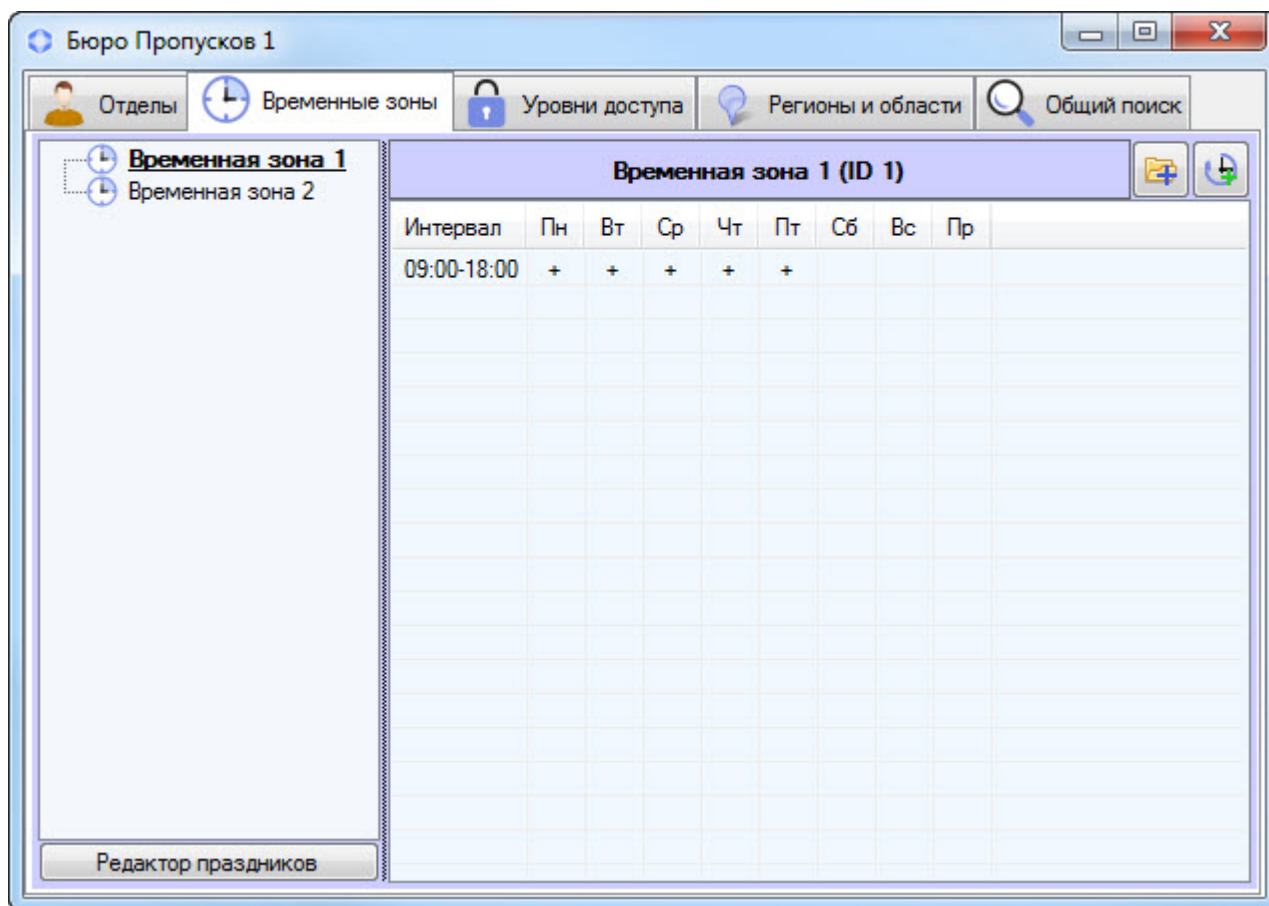 Бюро Пропусков 1
Отделы Временные зоны Уровни доступа Регионы и области Общий поиск
Временная зона 1
Временная зона 2
Временная зона 1 (ID 1)
Интервал Пн Вт Ср Чт Пт Сб Вс Пр
09:00-18:00 + + + + +
Редактор праздников